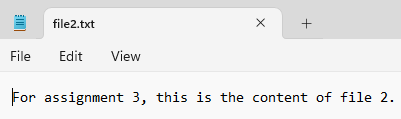 file2.txt
File Edit View
For assignment 3, this is the content of file 2.